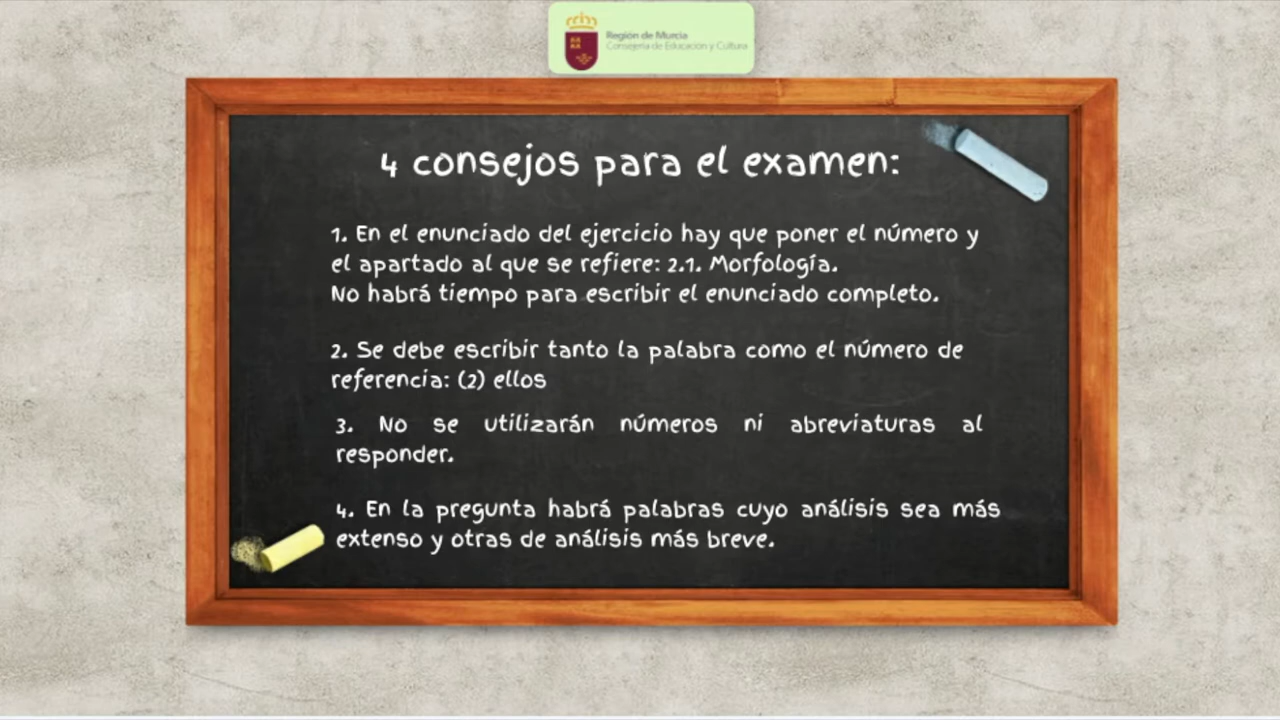 Región de Murcia
Consejería de Educación y Cultura
4 consejos para el examen:
1. En el enunciado del ejercicio hay que poner el número y
el apartado al que se refiere: 2.1. Morfología.
No habrá tiempo para escribir el enunciado completo.
2. Se debe escribir tanto la palabra como el número de
referencia: (2) ellos
3. No se utilizarán números ni abreviaturas al
responder.
4. En la pregunta habrá palabras cuyo análisis sea más
extenso y otras de análisis más breve.